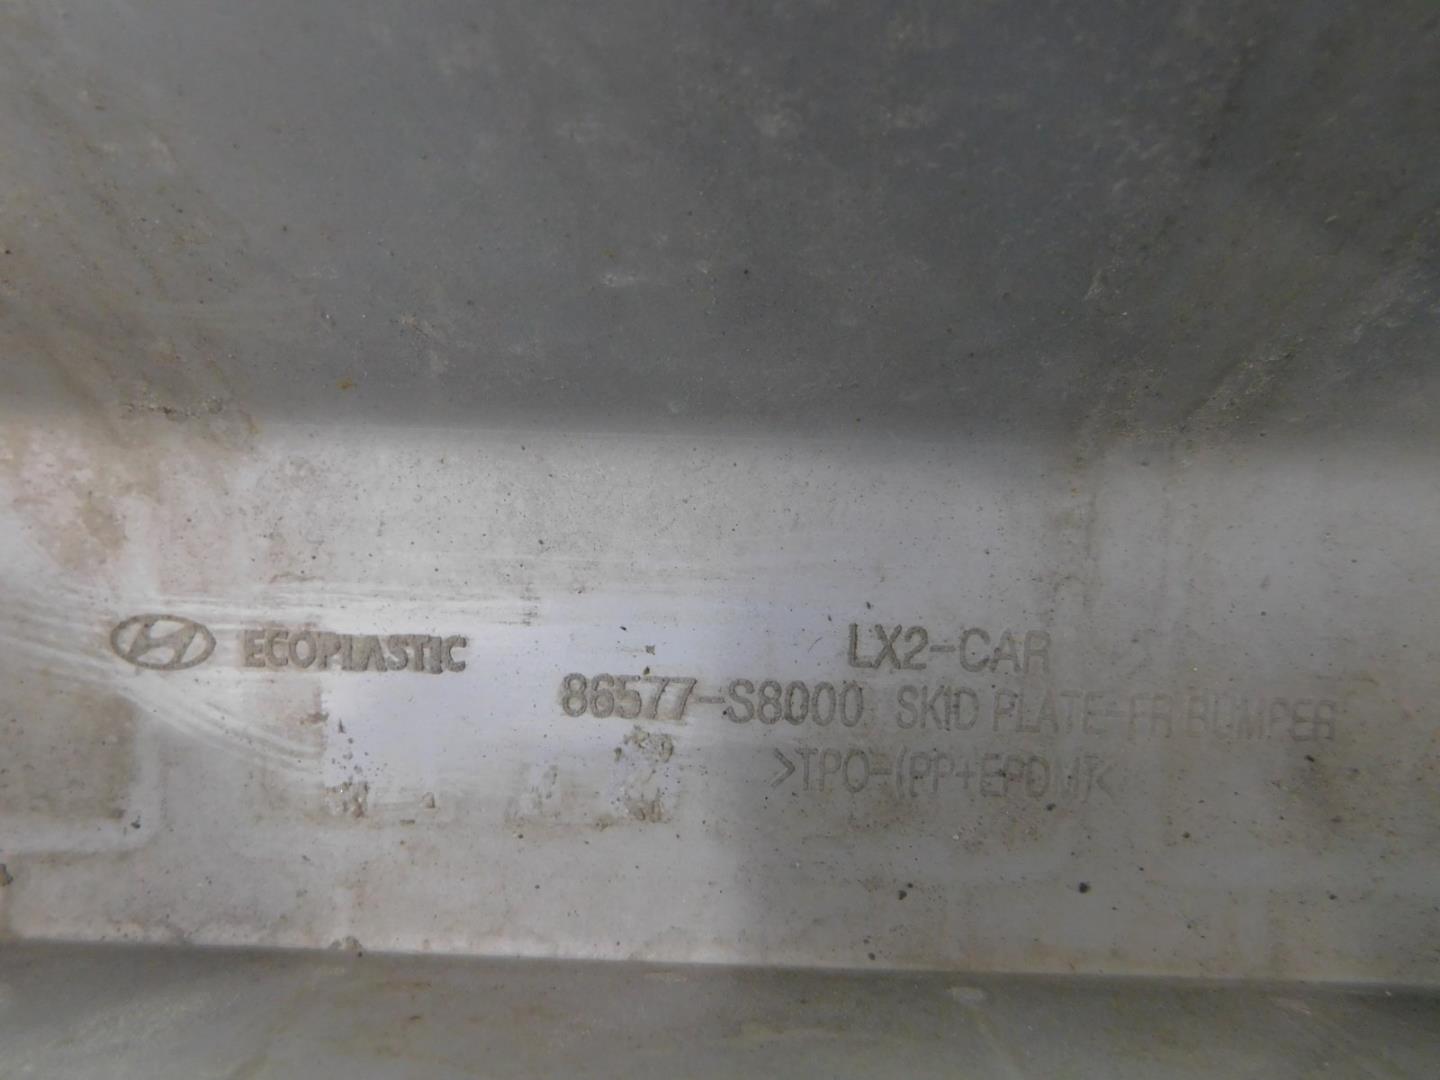 ECOPLASTIC
LX2-CAR
86577-S8000 SKID PLATE-FR BUMPER
>TPO-(PP+EPDM)<